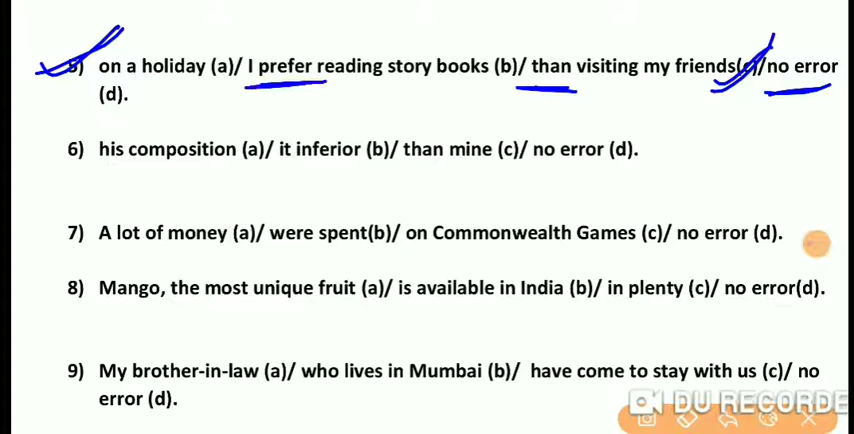 5) on a holiday (a)/ I prefer reading story books (b)/ than visiting my friends(c)/no error
(d).
6) his composition (a)/ it inferior (b)/ than mine (c)/ no error (d).
7) A lot of money (a)/ were spent(b)/ on Commonwealth Games (c)/ no error (d).
8) Mango, the most unique fruit (a)/ is available in India (b)/ in plenty (c)/ no error(d).
9) My brother-in-law (a)/ who lives in Mumbai (b)/ have come to stay with us (c)/ no
error (d).
DU RECORDE